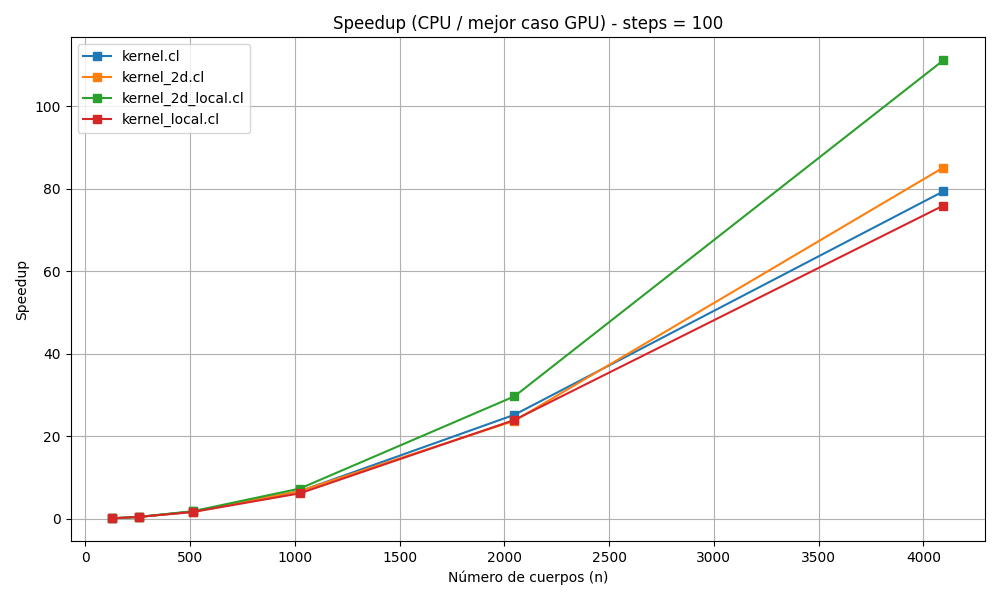 Speedup (CPU / mejor caso GPU) - steps = 100
kernel.cl
kernel_2d.cl
kernel_2d_local.cl
kernel_local.cl
Speedup
100
80
60
40
20
0
0 500 1000 1500 2000 2500 3000 3500 4000
Número de cuerpos (n)